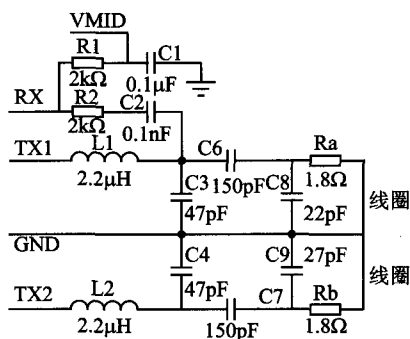 VMID
R1
C1
2kΩ
0.1μF
RX
R2
C2
2kΩ
0.1nF
TX1
L1
C6
Ra
2.2μH
150pF
1.8Ω
C3
C8
47pF
22pF
线圈
GND
C4
C9
27pF
线圈
47pF
TX2
L2
C7
Rb
2.2μH
150pF
1.8Ω